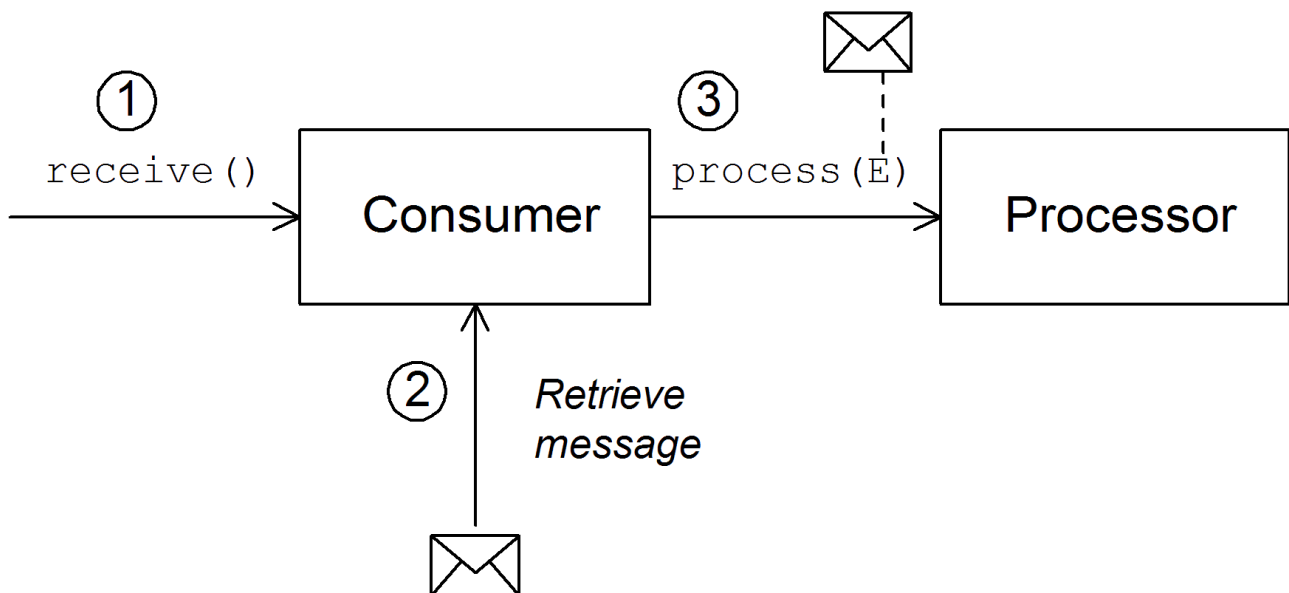 1
receive()
Consumer
2
Retrieve
message
3
process(E)
Processor